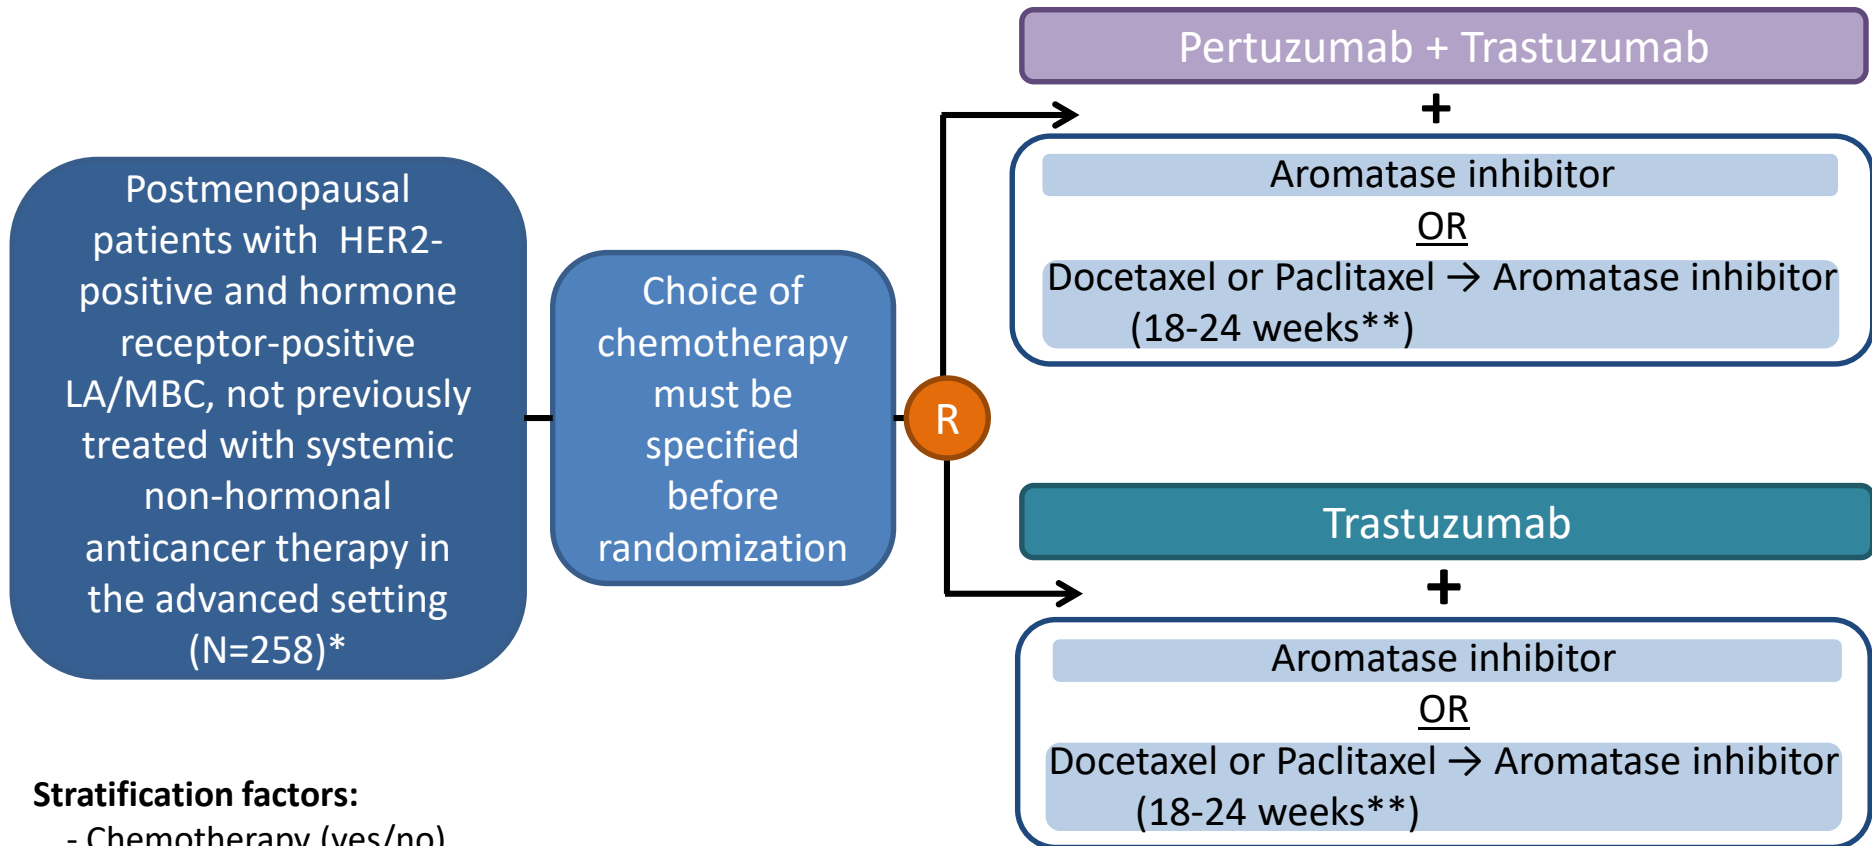 Postmenopausal
patients with HER2-
positive and hormone
receptor-positive
LA/MBC, not previously
treated with systemic
non-hormonal
anticancer therapy in
the advanced setting
(N=258)*
Choice of
chemotherapy
must be
specified
before
randomization
R
Pertuzumab + Trastuzumab
+
Aromatase inhibitor
OR
Docetaxel or Paclitaxel → Aromatase inhibitor
(18-24 weeks**)
Trastuzumab
+
Aromatase inhibitor
OR
Docetaxel or Paclitaxel → Aromatase inhibitor
(18-24 weeks**)
Stratification factors:
- Chemotherapy (yes/no)